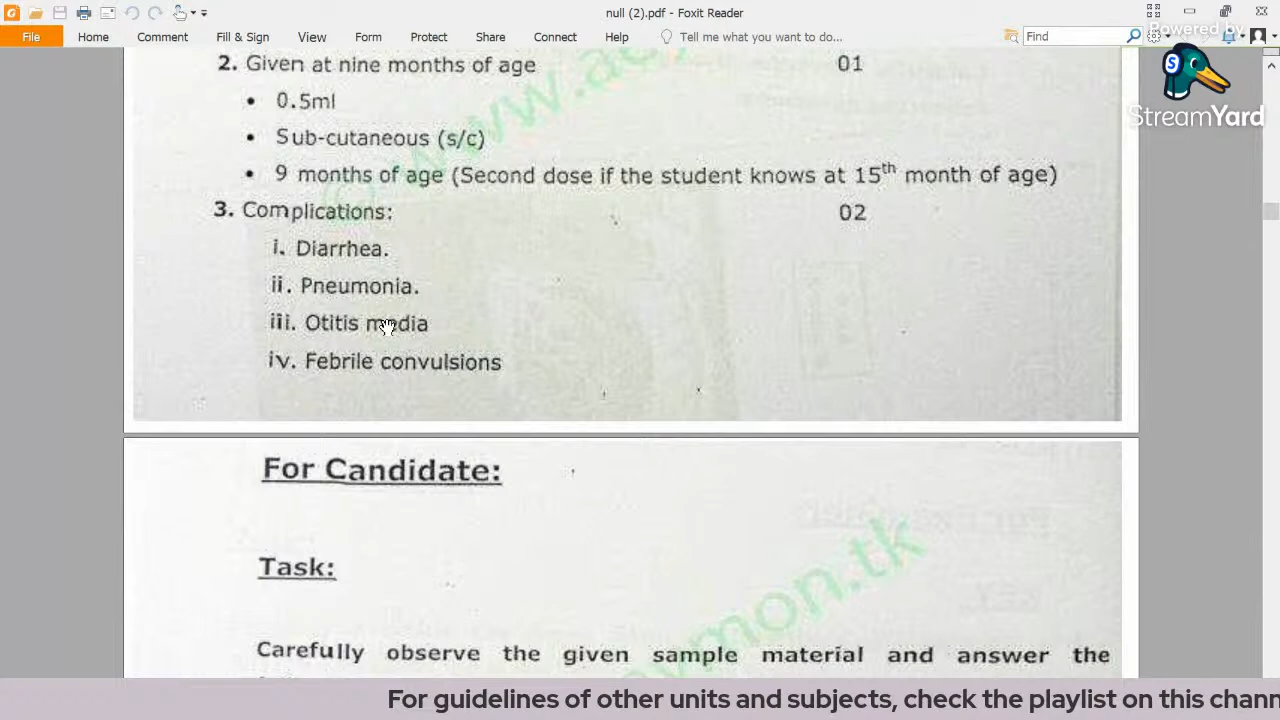 null (2).pdf - Foxit Reader
File Home Comment Fill & Sign View Form Protect Share Connect Help Tell me what you want to do... Find
Powered by
StreamYard
2. Given at nine months of age 01
• 0.5ml
• Sub-cutaneous (s/c)
• 9 months of age (Second dose if the student knows at 15th month of age)
3. Complications: 02
i. Diarrhea.
ii. Pneumonia.
iii. Otitis media
iv. Febrile convulsions
For Candidate:
Task:
Carefully observe the given sample material and answer the
For guidelines of other units and subjects, check the playlist on this chann